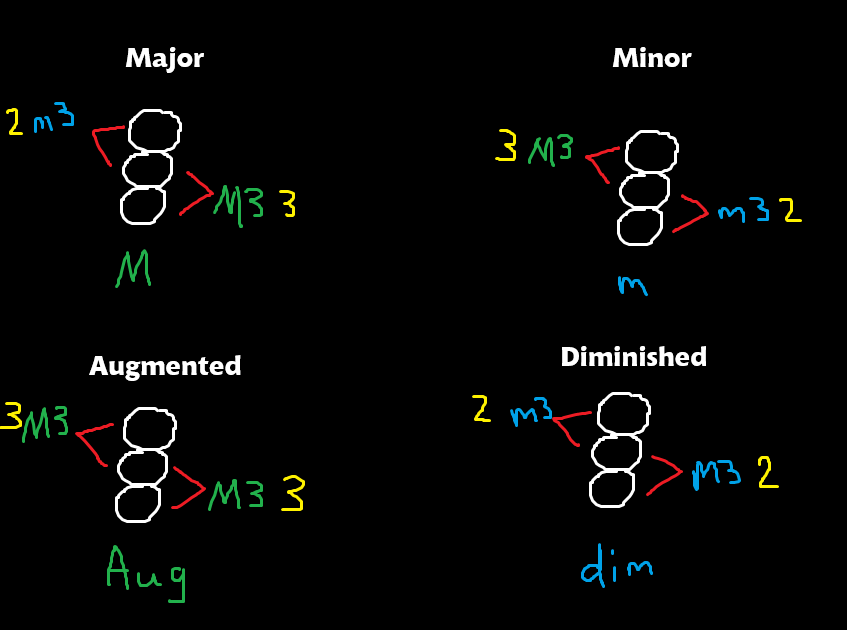 Major
2 m3
M3 3
M
Minor
3 M3
m3 2
m
Augmented
3 M3
M3 3
Aug
Diminished
2 m3
m3 2
dim